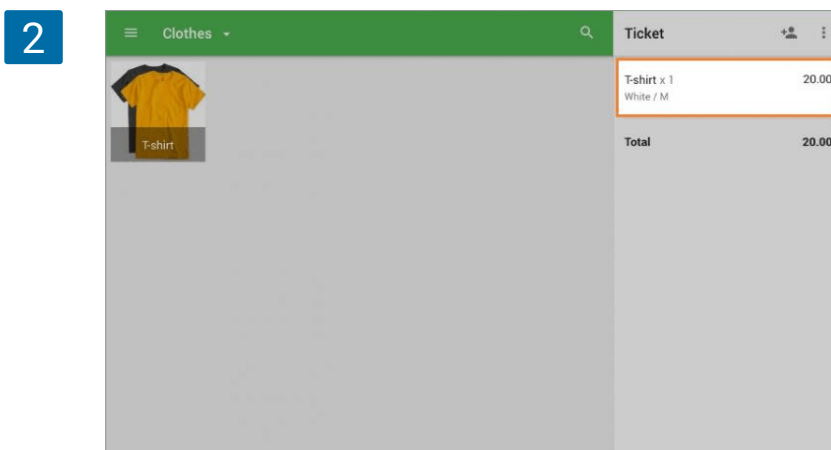 2
Clothes
Ticket
T-shirt x 1 20.00
White / M
T-shirt
Total 20.00